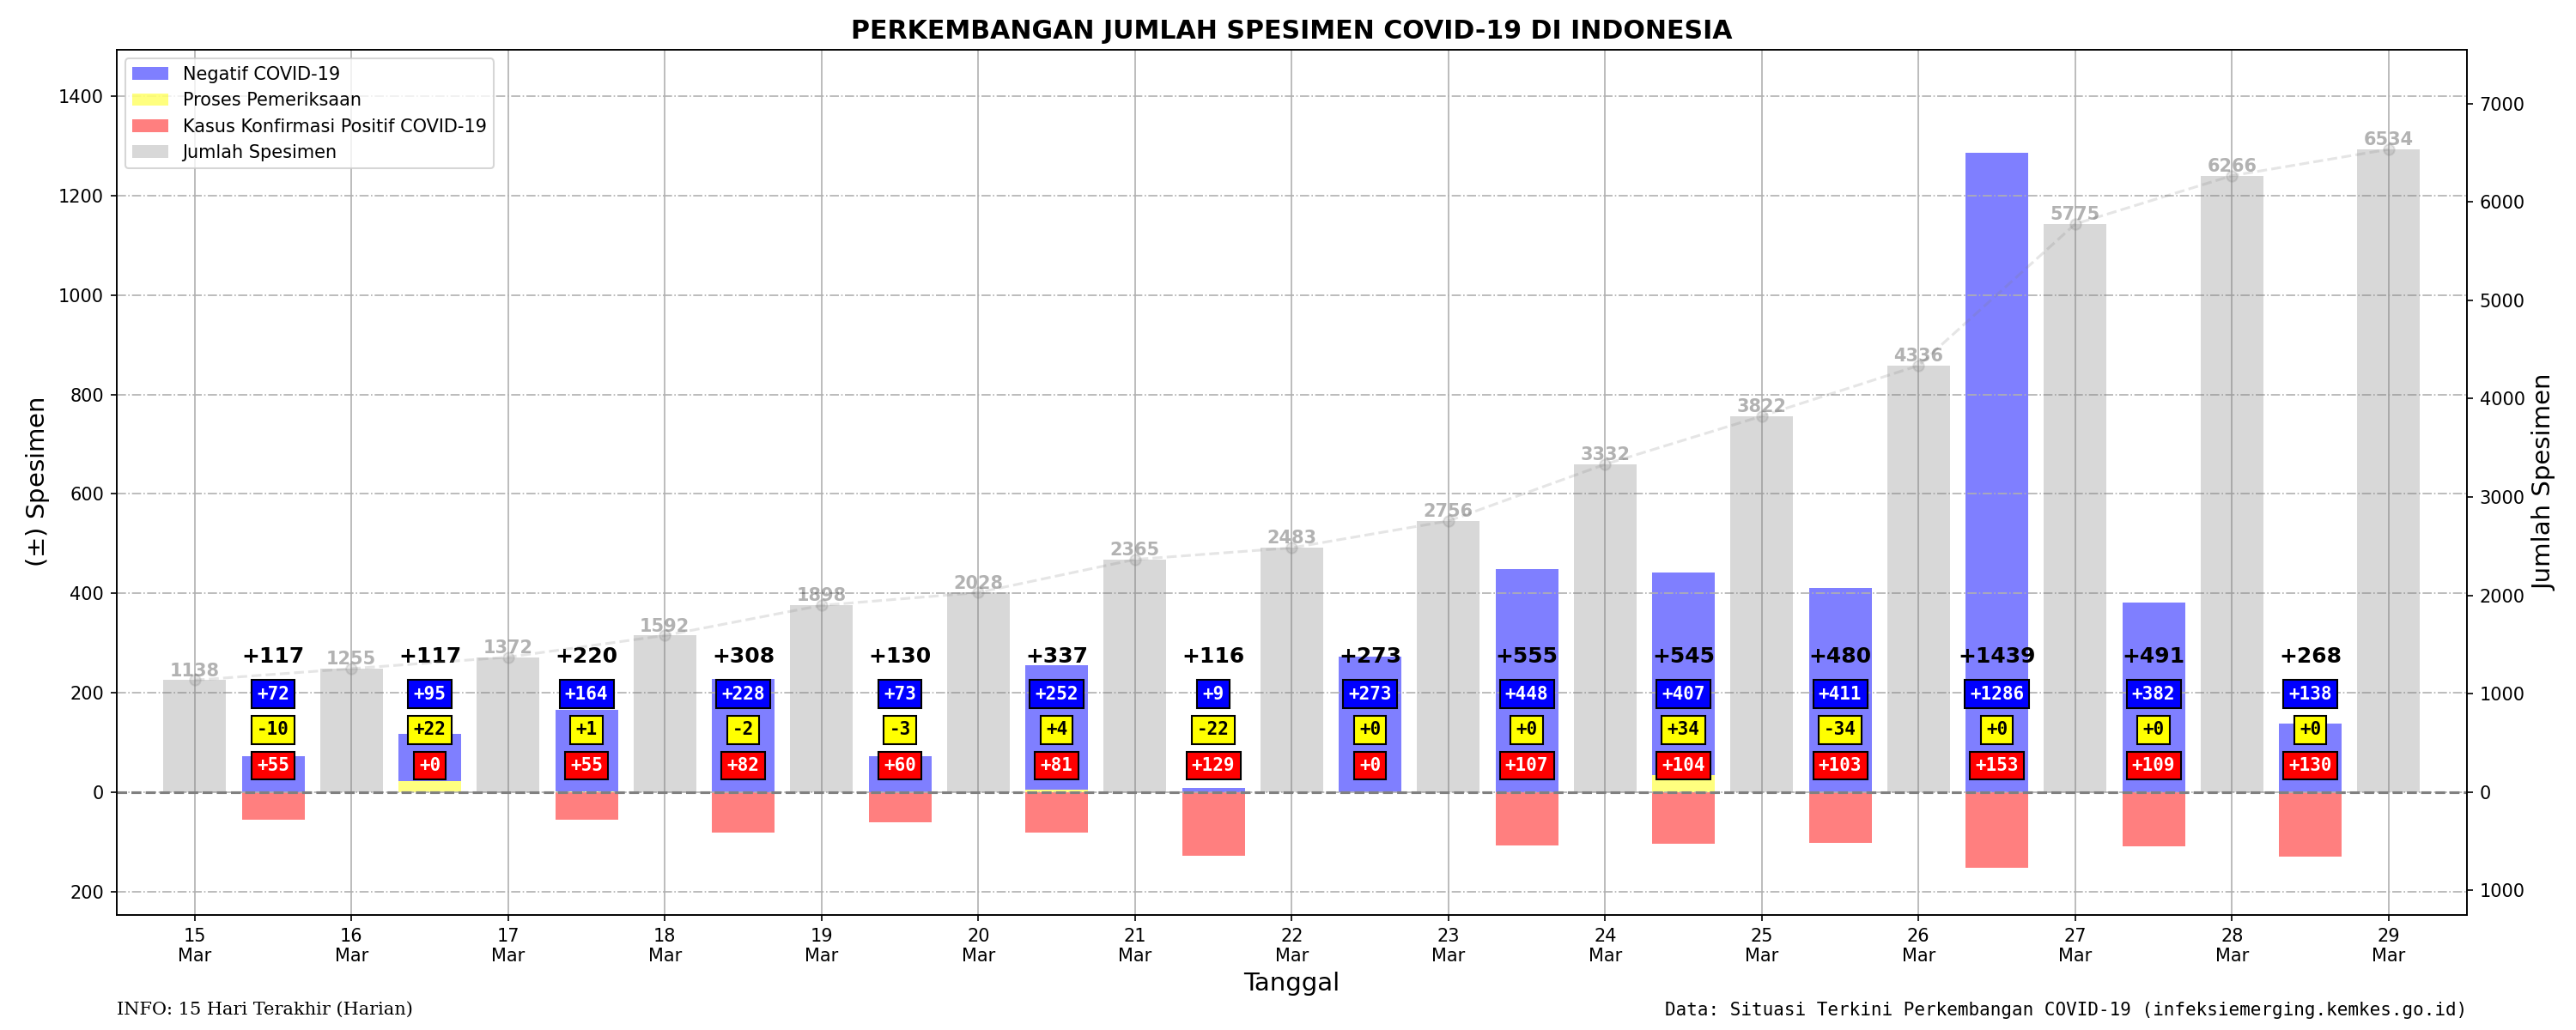 PERKEMBANGAN JUMLAH SPESIMEN COVID-19 DI INDONESIA
Negatif COVID-19
Proses Pemeriksaan
Kasus Konfirmasi Positif COVID-19
Jumlah Spesimen
(±) Spesimen
1400
1200
1000
800
600
400
200
0
200
7000
6000
5000
4000
3000
2000
1000
0
1000
Jumlah Spesimen
1138 1255 1372 1592 1898 2028 2365 2483 2756 3332 3822 4336 5775 6266 6534
+117 +117 +220 +308 +130 +337 +116 +273 +555 +545 +480 +1439 +491 +268
+72 +95 +164 +228 +73 +252 +9 +273 +448 +407 +411 +1286 +382 +138
-10 +22 +1 -2 -3 +4 -22 +0 +0 +34 -34 +0 +0 +0
+55 +0 +55 +82 +60 +81 +129 +0 +107 +104 +103 +153 +109 +130
15 16 17 18 19 20 21 22 23 24 25 26 27 28 29
Mar Mar Mar Mar Mar Mar Mar Mar Mar Mar Mar Mar Mar Mar Mar
Tanggal
INFO: 15 Hari Terakhir (Harian)
Data: Situasi Terkini Perkembangan COVID-19 (infeksiemerging.kemkes.go.id)